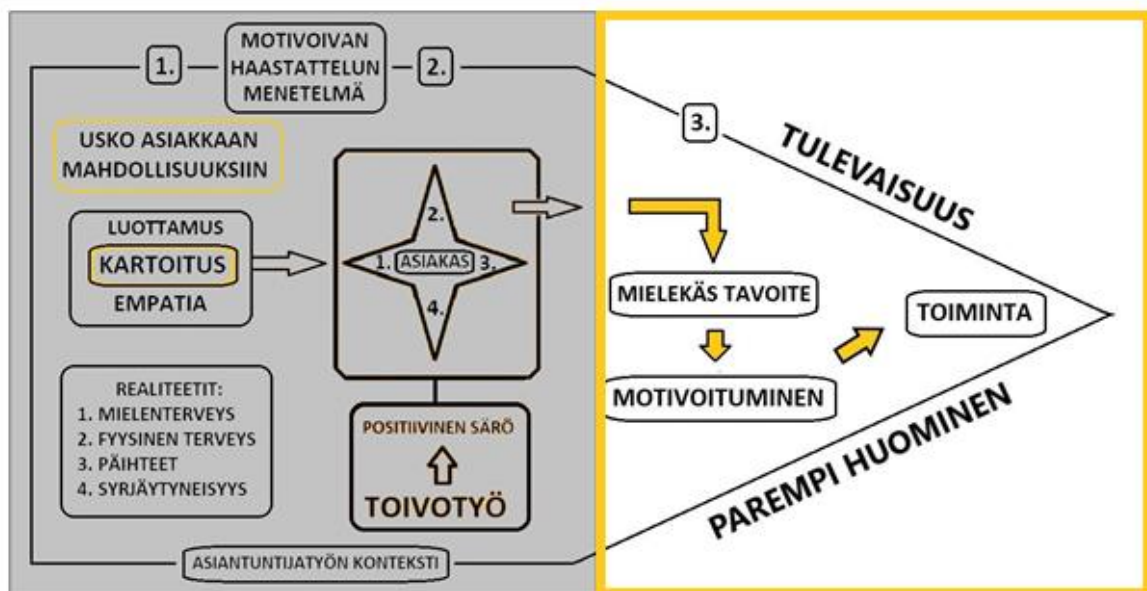 1.
MOTIVOIVAN
HAASTATTELUN
MENETELMÄ
2.
3.
USKO ASIAKKAAN
MAHDOLLISUUKSIIN
LUOTTAMUS
KARTOITUS
EMPATIA
2.
1. ASIAKAS 3.
4.
REALITEETIT:
1. MIELENTERVEYS
2. FYYSINEN TERVEYS
3. PÄIHTEET
4. SYRJÄYTYNEISYYS
POSITIIVINEN SÄRÖ
TOIVOTYÖ
ASIANTUNTIJATYÖN KONTEKSTI
TULEVAISUUS
MIELEKÄS TAVOITE
MOTIVOITUMINEN
TOIMINTA
PAREMPI HUOMINEN